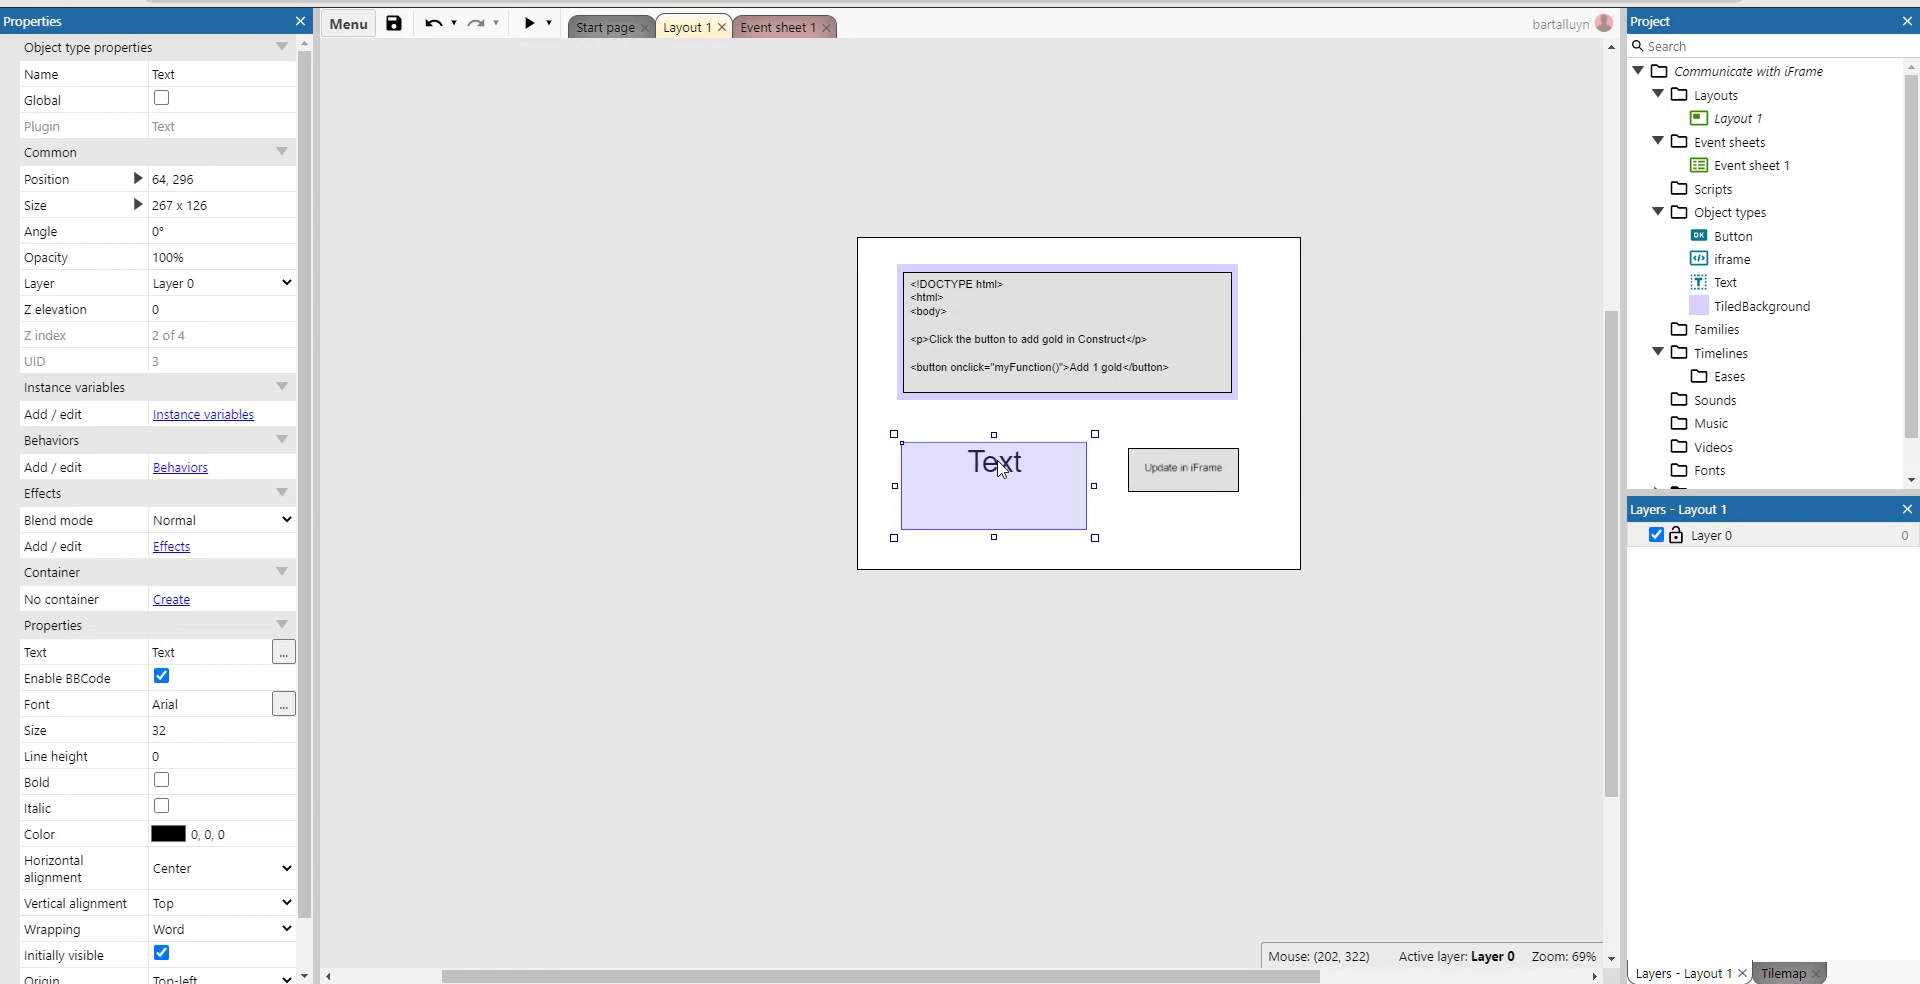 Properties
Object type properties
Name Text
Global
Plugin Text
Common
Position 64, 296
Size 267 x 126
Angle 0°
Opacity 100%
Layer Layer 0
Z elevation 0
Z index 2 of 4
UID 3
Instance variables
Add / edit Instance variables
Behaviors
Add / edit Behaviors
Effects
Blend mode Normal
Add / edit Effects
Container
No container Create
Properties
Text Text ...
Enable BBCode
Font Arial ...
Size 32
Line height 0
Bold
Italic
Color 0, 0, 0
Horizontal
alignment
Center
Vertical alignment Top
Wrapping Word
Initially visible
Origin Top-left
Menu Start page Layout 1 Event sheet 1 bartalluyn
<!DOCTYPE html>
<html>
<body>
<p>Click the button to add gold in Construct</p>
<button onclick="myFunction()">Add 1 gold</button>
Text
Update in iFrame
Mouse: (202, 322) Active layer: Layer 0 Zoom: 69%
Project
Search
Communicate with iFrame
Layouts
Layout 1
Event sheets
Event sheet 1
Scripts
Object types
OK Button
iframe
Text
TiledBackground
Families
Timelines
Eases
Sounds
Music
Videos
Fonts
Layers - Layout 1
Layer 0 0
Layers - Layout 1 Tilemap